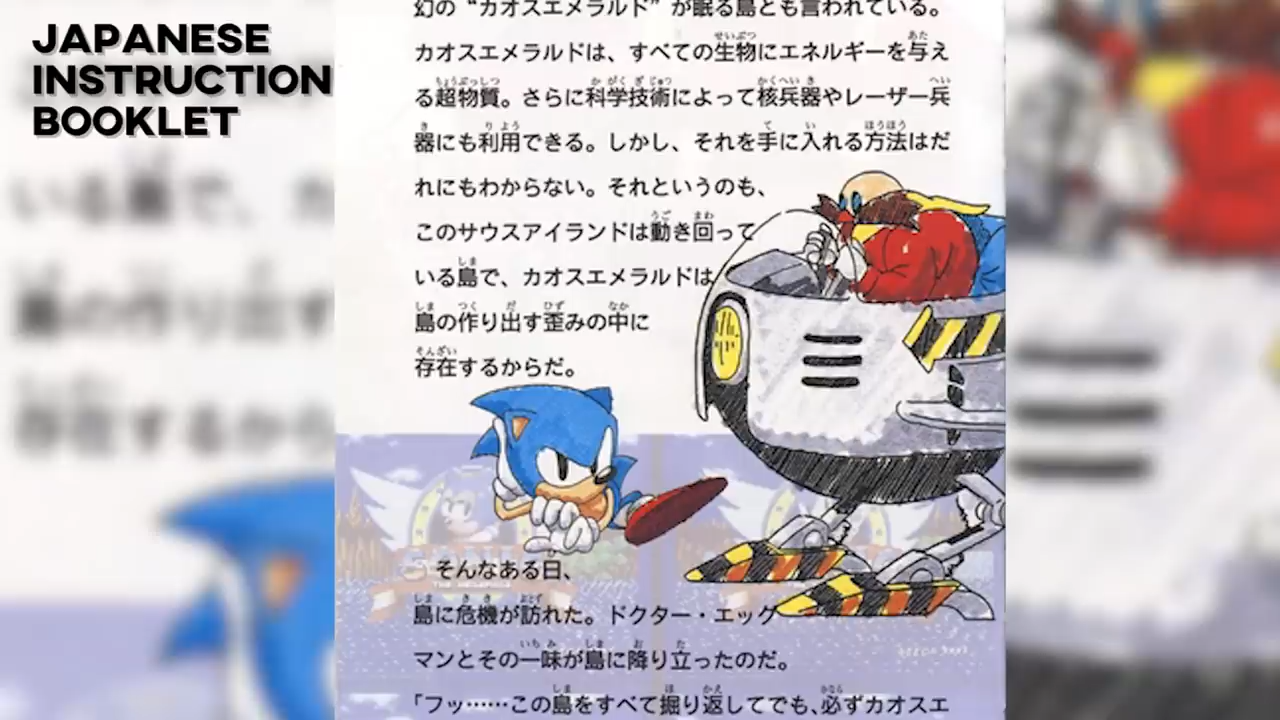 JAPANESE
INSTRUCTION
BOOKLET
幻の“カオスエメラルド”が眠る島とも言われている。
カオスエメラルドは、すべての生物にエネルギーを与え
る超物質。さらに科学技術によって核兵器やレーザー兵
器にも利用できる。しかし、それを手に入れる方法はだ
れにもわからない。それというのも、
このサウスアイランドは動き回って
いる島で、カオスエメラルドは
島の作り出す歪みの中に
存在するからだ。
そんなある日、
島に危機が訪れた。ドクター・エッグ
マンとその一味が島に降り立ったのだ。
「フッ……この島をすべて掘り返してでも、必ずカオスエ